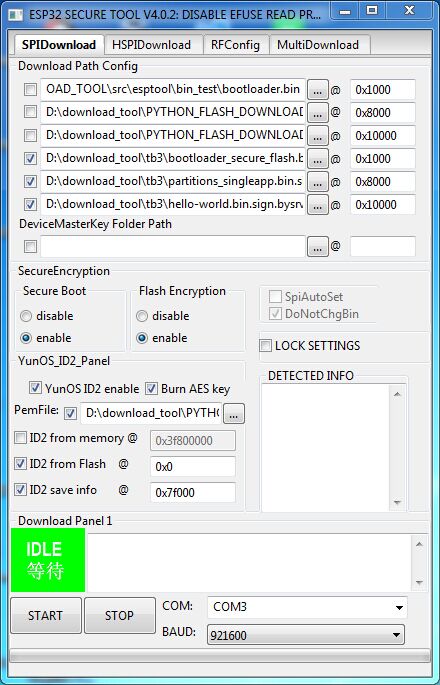 ESP32 SECURE TOOL V4.0.2: DISABLE EFUSE READ PR...
SPIDownload HSPIDownload RFConfig MultiDownload
Download Path Config
OAD_TOOL\src\esptool\bin_test\bootloader.bin ... @ 0x1000
D:\download_tool\PYTHON_FLASH_DOWNLOAD ... @ 0x8000
D:\download_tool\PYTHON_FLASH_DOWNLOAD ... @ 0x10000
D:\download_tool\tb3\bootloader_secure_flash.b ... @ 0x1000
D:\download_tool\tb3\partitions_singleapp.bin.s ... @ 0x8000
D:\download_tool\tb3\hello-world.bin.sign.bysrv ... @ 0x10000
DeviceMasterKey Folder Path
... @
SecureEncryption
Secure Boot Flash Encryption
disable disable
enable enable
SpiAutoSet
DoNotChgBin
LOCK SETTINGS
YunOS_ID2_Panel
YunOS ID2 enable Burn AES key
PemFile: D:\download_tool\PYTHO ...
ID2 from memory @ 0x3f800000
ID2 from Flash @ 0x0
ID2 save info @ 0x7f000
DETECTED INFO
Download Panel 1
IDLE
等待
START STOP
COM: COM3
BAUD: 921600